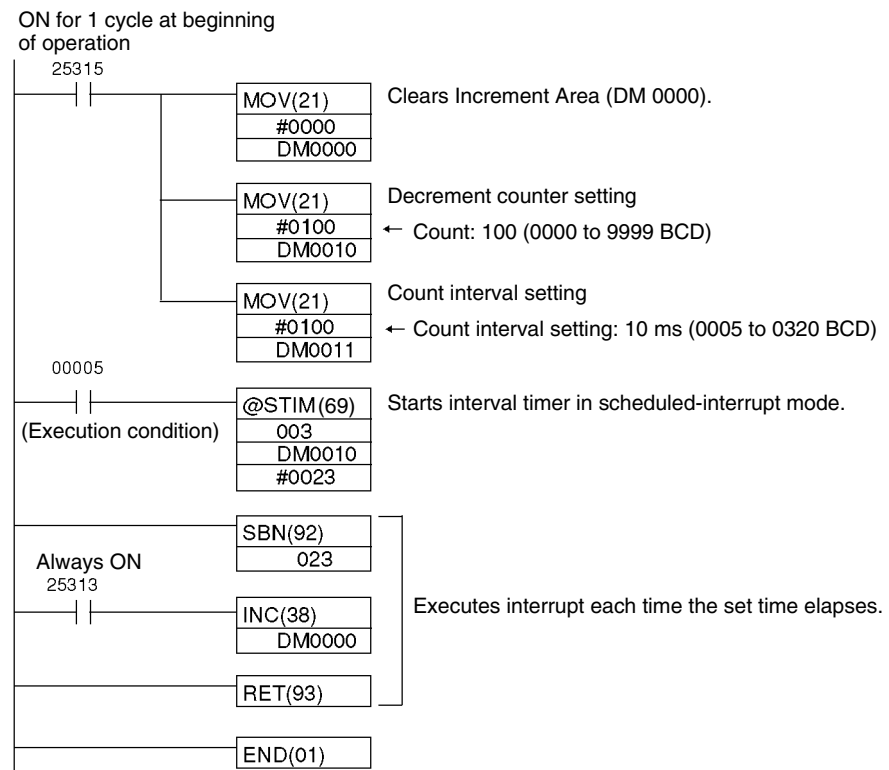 ON for 1 cycle at beginning
of operation
25315
MOV(21)
#0000
DM0000
Clears Increment Area (DM 0000).
MOV(21)
#0100
DM0010
Decrement counter setting
← Count: 100 (0000 to 9999 BCD)
MOV(21)
#0100
DM0011
Count interval setting
← Count interval setting: 10 ms (0005 to 0320 BCD)
00005
(Execution condition)
@STIM(69)
003
DM0010
#0023
Starts interval timer in scheduled-interrupt mode.
SBN(92)
023
Always ON
25313
INC(38)
DM0000
Executes interrupt each time the set time elapses.
RET(93)
END(01)